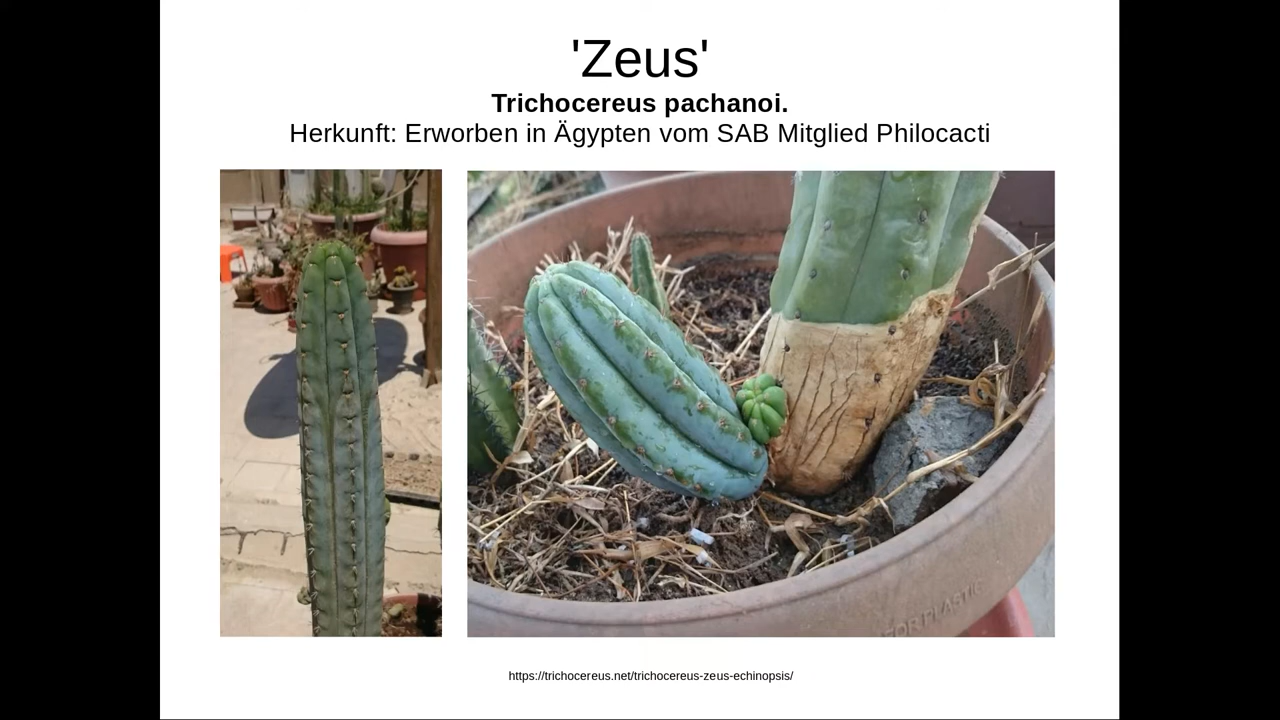 'Zeus'
Trichocereus pachanoi.
Herkunft: Erworben in Ägypten vom SAB Mitglied Philocacti
https://trichocereus.net/trichocereus-zeus-echinopsis/